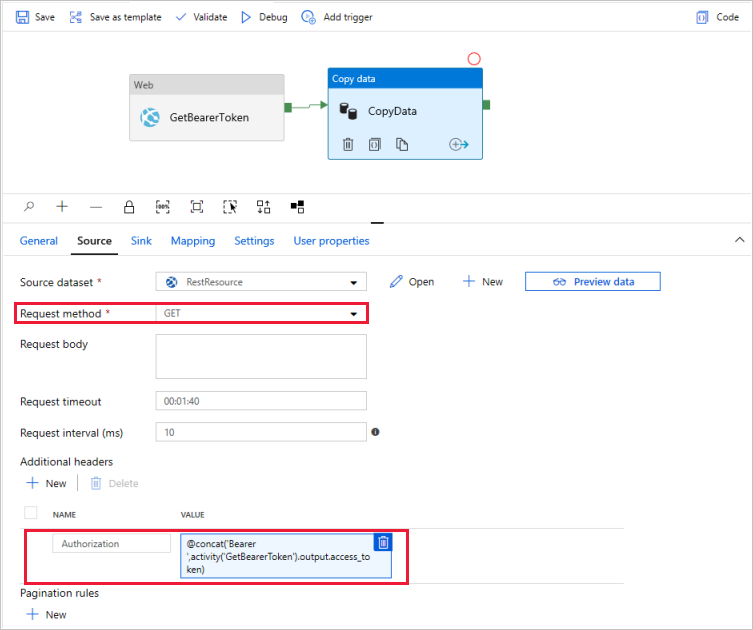 Save Save as template Validate Debug Add trigger Code
Web
GetBearerToken
Copy data
CopyData
100%
General Source Sink Mapping Settings User properties
Source dataset * RestResource Open New Preview data
Request method * GET
Request body
Request timeout 00:01:40
Request interval (ms) 10
Additional headers
New Delete
NAME VALUE
Authorization @concat('Bearer
',activity('GetBearerToken').output.access_to
ken)
Pagination rules
New